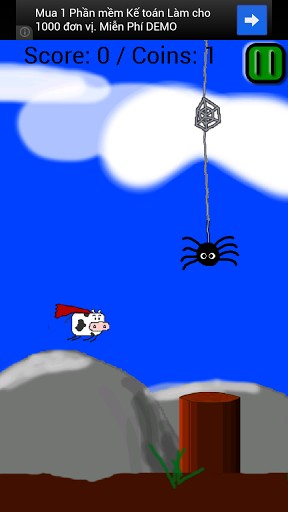 Mua 1 Phần mềm Kế toán Làm cho
1000 đơn vị. Miễn Phí DEMO
Score: 0 / Coins: 1